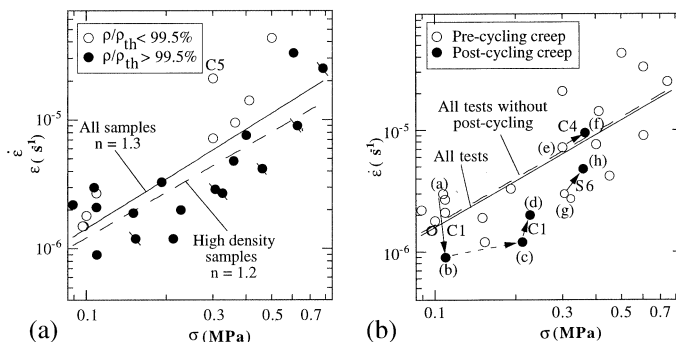 ρ/ρth < 99.5%
ρ/ρth > 99.5%
C5
10⁻⁵
10⁻⁶
ε̇ (s⁻¹)
All samples
n = 1.3
High density
samples
n = 1.2
0.1
0.3
0.5
0.7
σ (MPa)
(a)
Pre-cycling creep
Post-cycling creep
All tests without
post-cycling
C4
(f)
(e)
(h)
All tests
S6
(a)
(g)
(d)
C1
C1
(b)
(c)
10⁻⁵
10⁻⁶
ε̇ (s⁻¹)
0.1
0.3
0.5
0.7
σ (MPa)
(b)